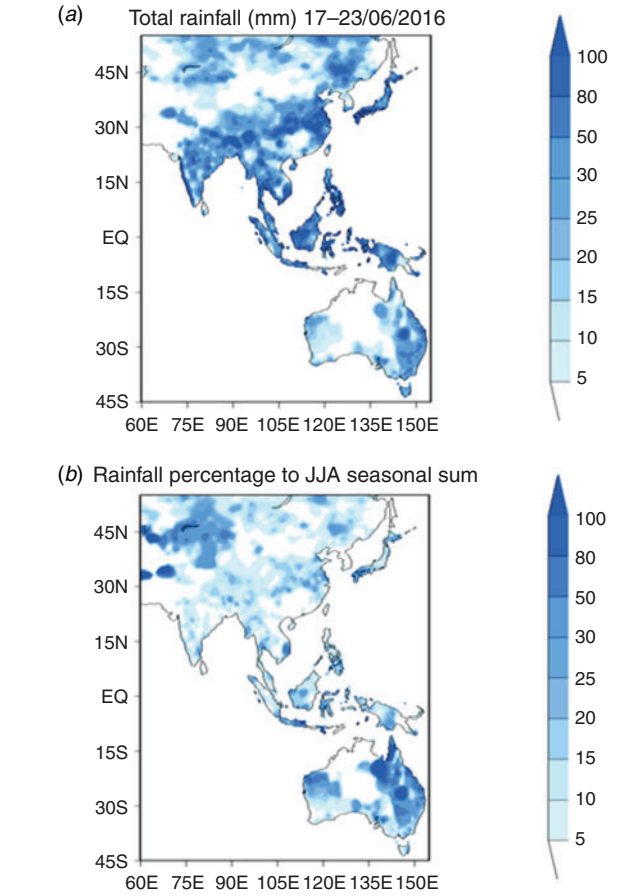 (a) Total rainfall (mm) 17–23/06/2016
45N
30N
15N
EQ
15S
30S
45S
60E 75E 90E 105E 120E 135E 150E
100
80
50
30
25
20
15
10
5
(b) Rainfall percentage to JJA seasonal sum
45N
30N
15N
EQ
15S
30S
45S
60E 75E 90E 105E 120E 135E 150E
100
80
50
30
25
20
15
10
5